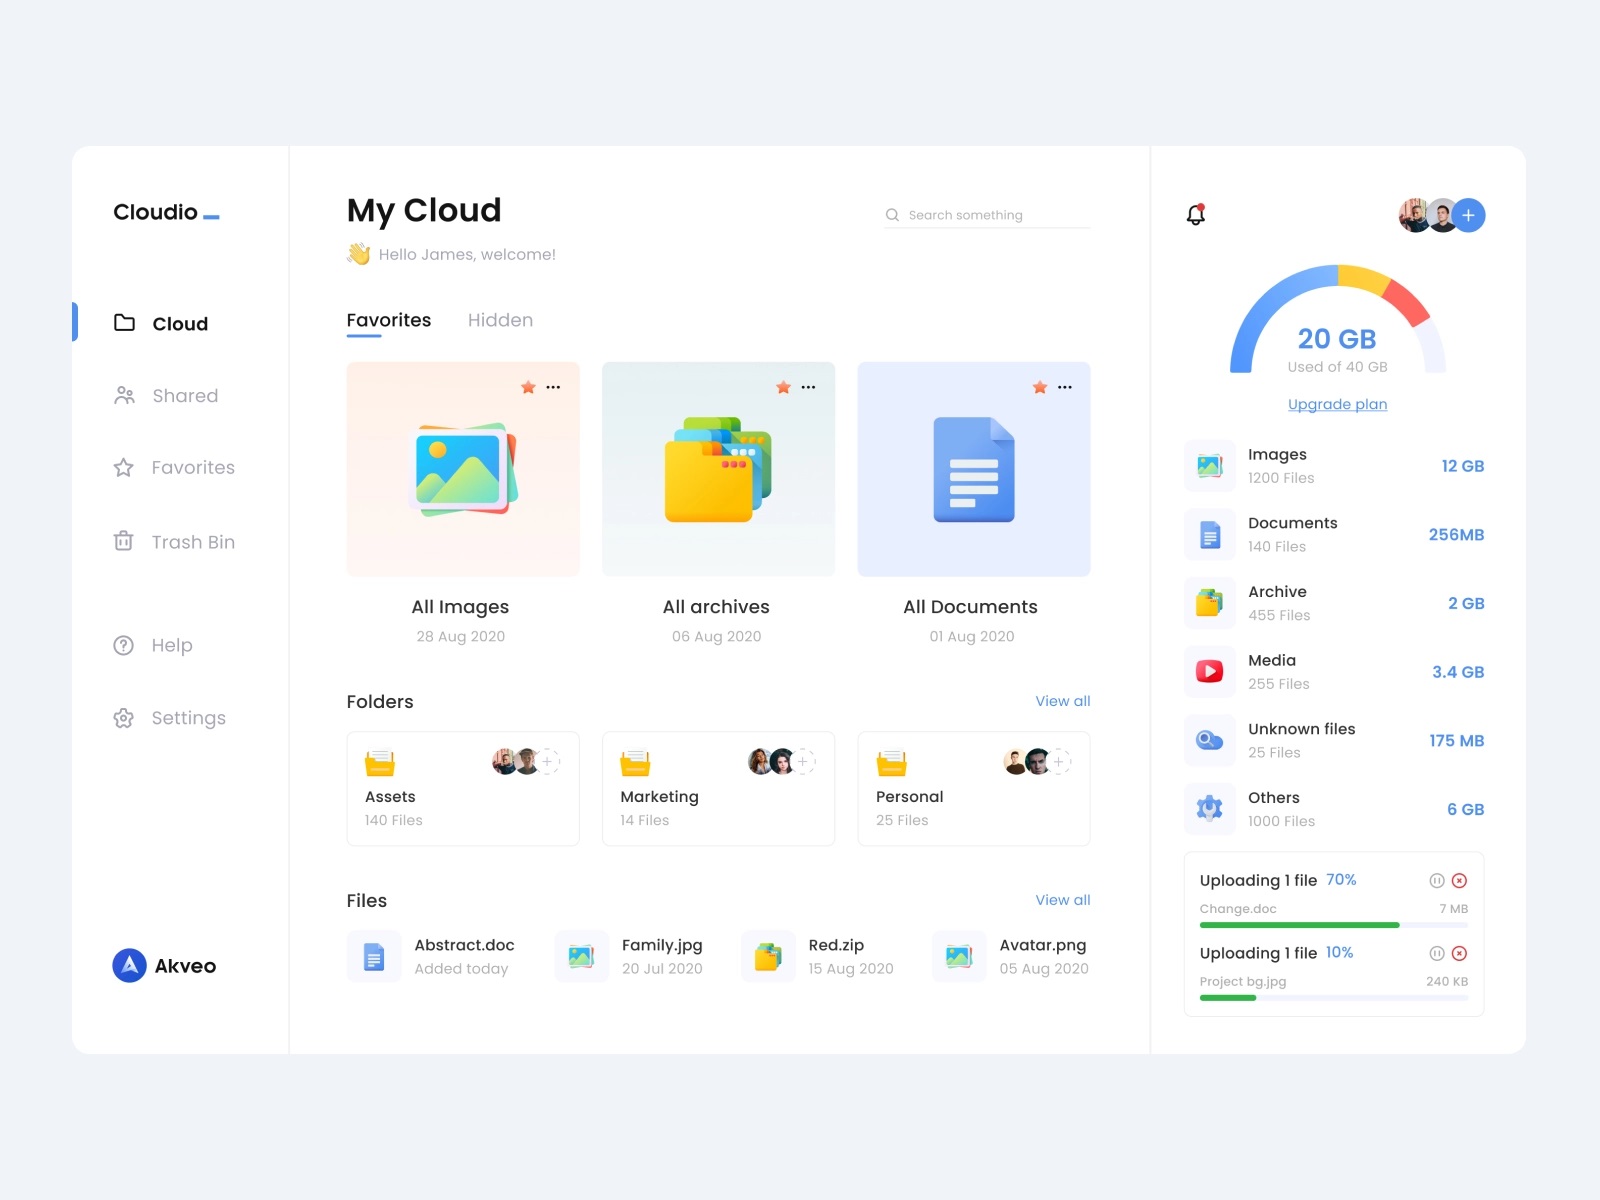 Cloudio
Cloud
Shared
Favorites
Trash Bin
Help
Settings
Akveo
My Cloud
Hello James, welcome!
Search something
Favorites
Hidden
All Images
28 Aug 2020
All archives
06 Aug 2020
All Documents
01 Aug 2020
Folders
View all
Assets
140 Files
Marketing
14 Files
Personal
25 Files
Files
View all
Abstract.doc
Added today
Family.jpg
20 Jul 2020
Red.zip
15 Aug 2020
Avatar.png
05 Aug 2020
20 GB
Used of 40 GB
Upgrade plan
Images
1200 Files
12 GB
Documents
140 Files
256MB
Archive
455 Files
2 GB
Media
255 Files
3.4 GB
Unknown files
25 Files
175 MB
Others
1000 Files
6 GB
Uploading 1 file 70%
Change.doc
7 MB
Uploading 1 file 10%
Project bg.jpg
240 KB